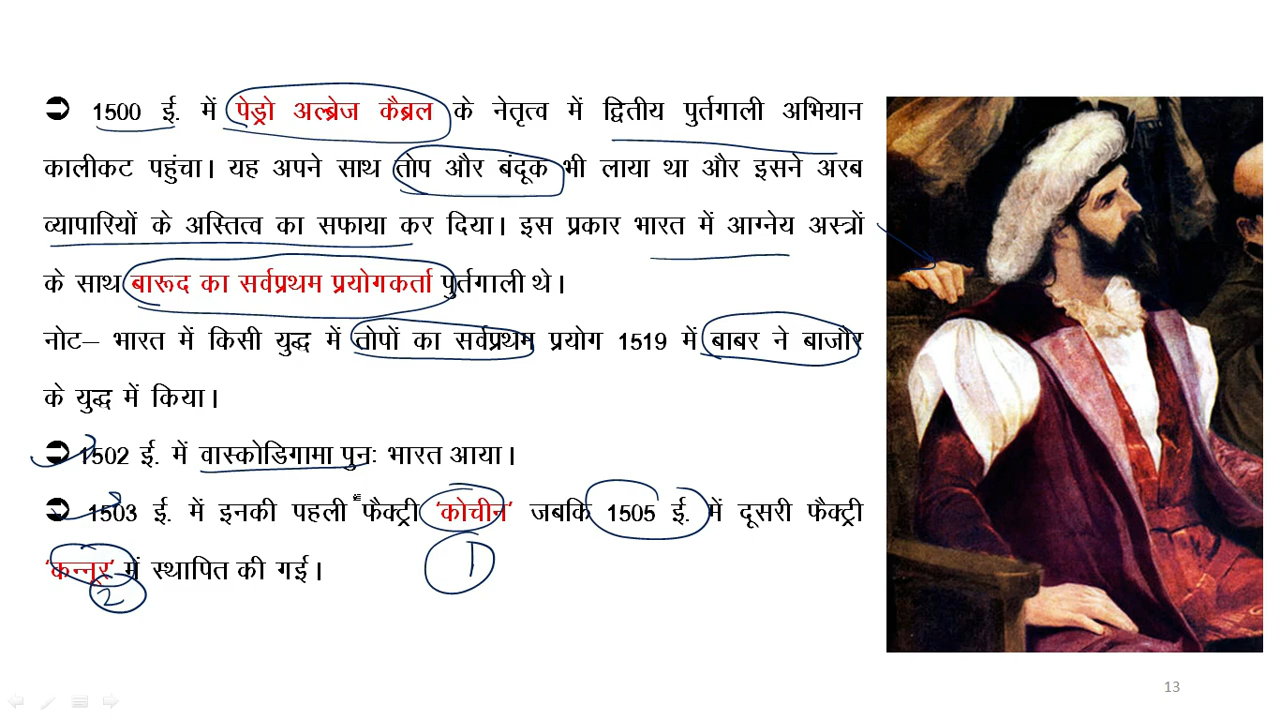 ➲ 1500 ई. में पेड्रो अल्ब्रेज कैब्रल के नेतृत्व में द्वितीय पुर्तगाली अभियान
कालीकट पहुंचा। यह अपने साथ तोप और बंदूक भी लाया था और इसने अरब
व्यापारियों के अस्तित्व का सफाया कर दिया। इस प्रकार भारत में आग्नेय अस्त्रों
के साथ बारूद का सर्वप्रथम प्रयोगकर्ता पुर्तगाली थे।
नोट– भारत में किसी युद्ध में तोपों का सर्वप्रथम प्रयोग 1519 में बाबर ने बाजौर
के युद्ध में किया।
➲ 1502 ई. में वास्कोडिगामा पुनः भारत आया।
➲ 1503 ई. में इनकी पहली फैक्ट्री 'कोचीन' जबकि 1505 ई. में दूसरी फैक्ट्री
'कन्नूर' में स्थापित की गई।
1
2
13